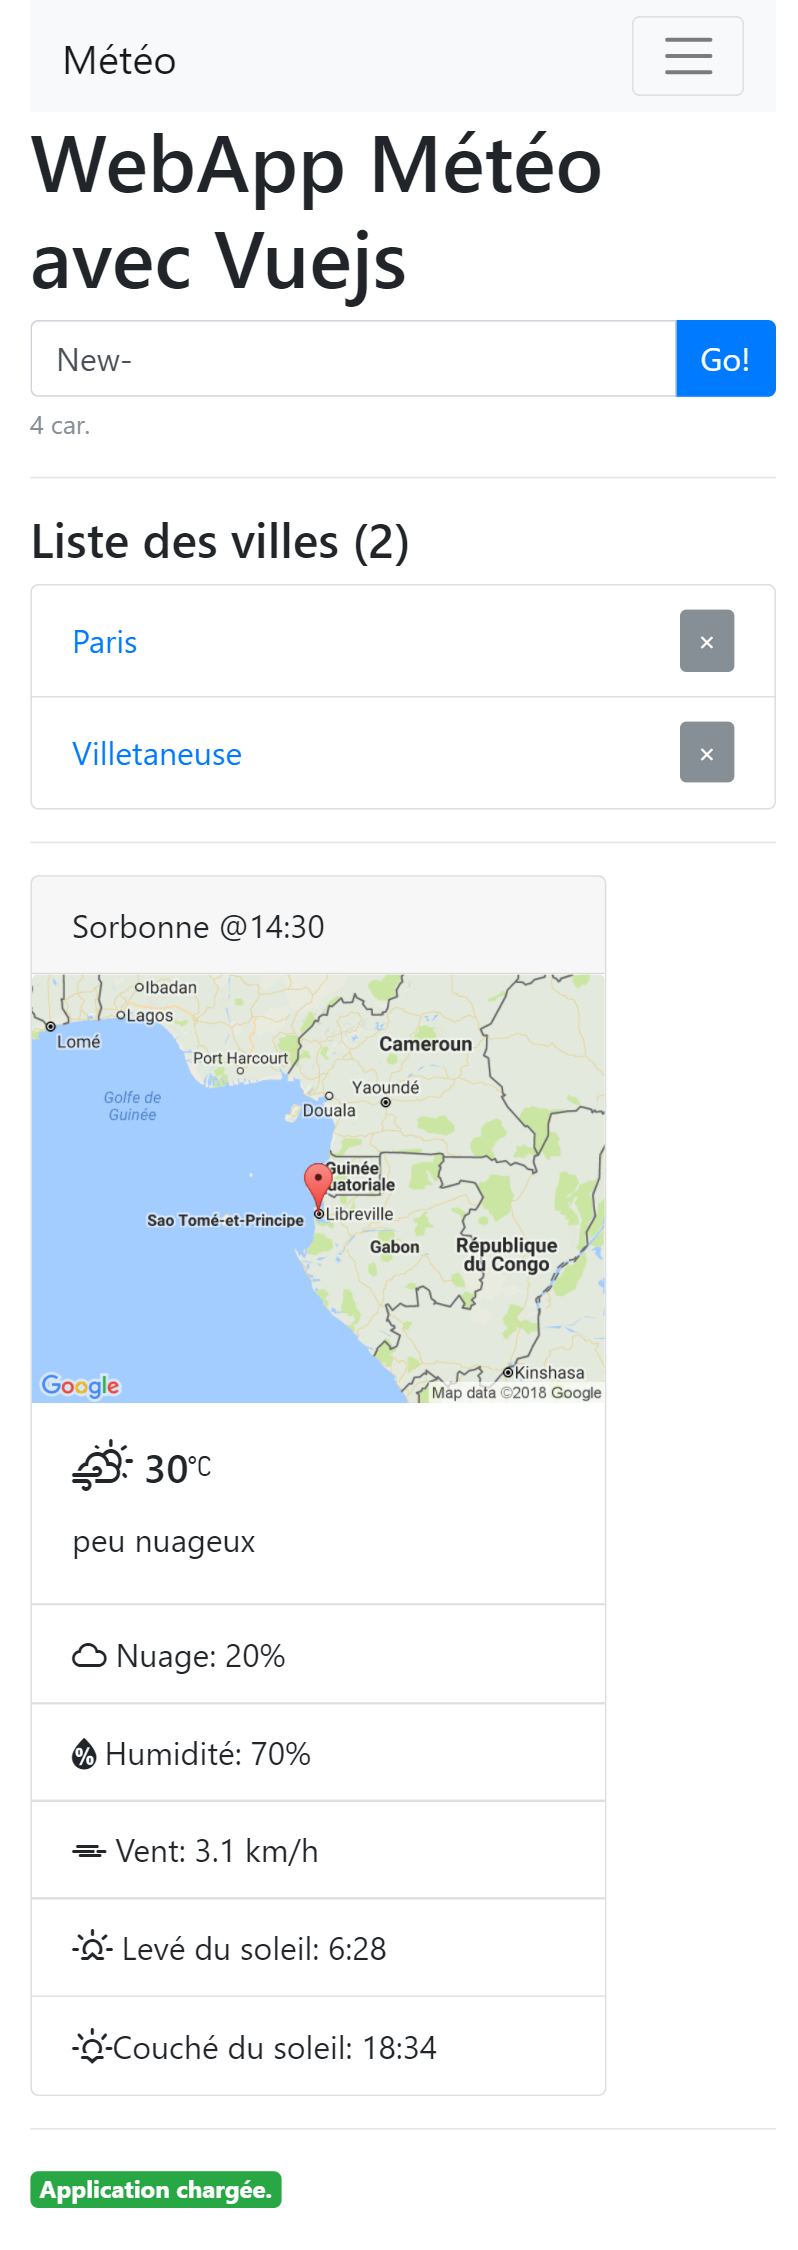 Météo
WebApp Météo
avec Vuejs
New-
Go!
4 car.
Liste des villes (2)
Paris
×
Villetaneuse
×
Sorbonne @14:30
Ibadan
Lagos
Lomé
Cameroun
Port Harcourt
Yaoundé
Golfe de
Guinée
Douala
Guinée
uatoriale
Sao Tomé-et-Principe
Libreville
Gabon
République
du Congo
Kinshasa
Google
Map data ©2018 Google
30°C
peu nuageux
Nuage: 20%
% Humidité: 70%
Vent: 3.1 km/h
Levé du soleil: 6:28
Couché du soleil: 18:34
Application chargée.